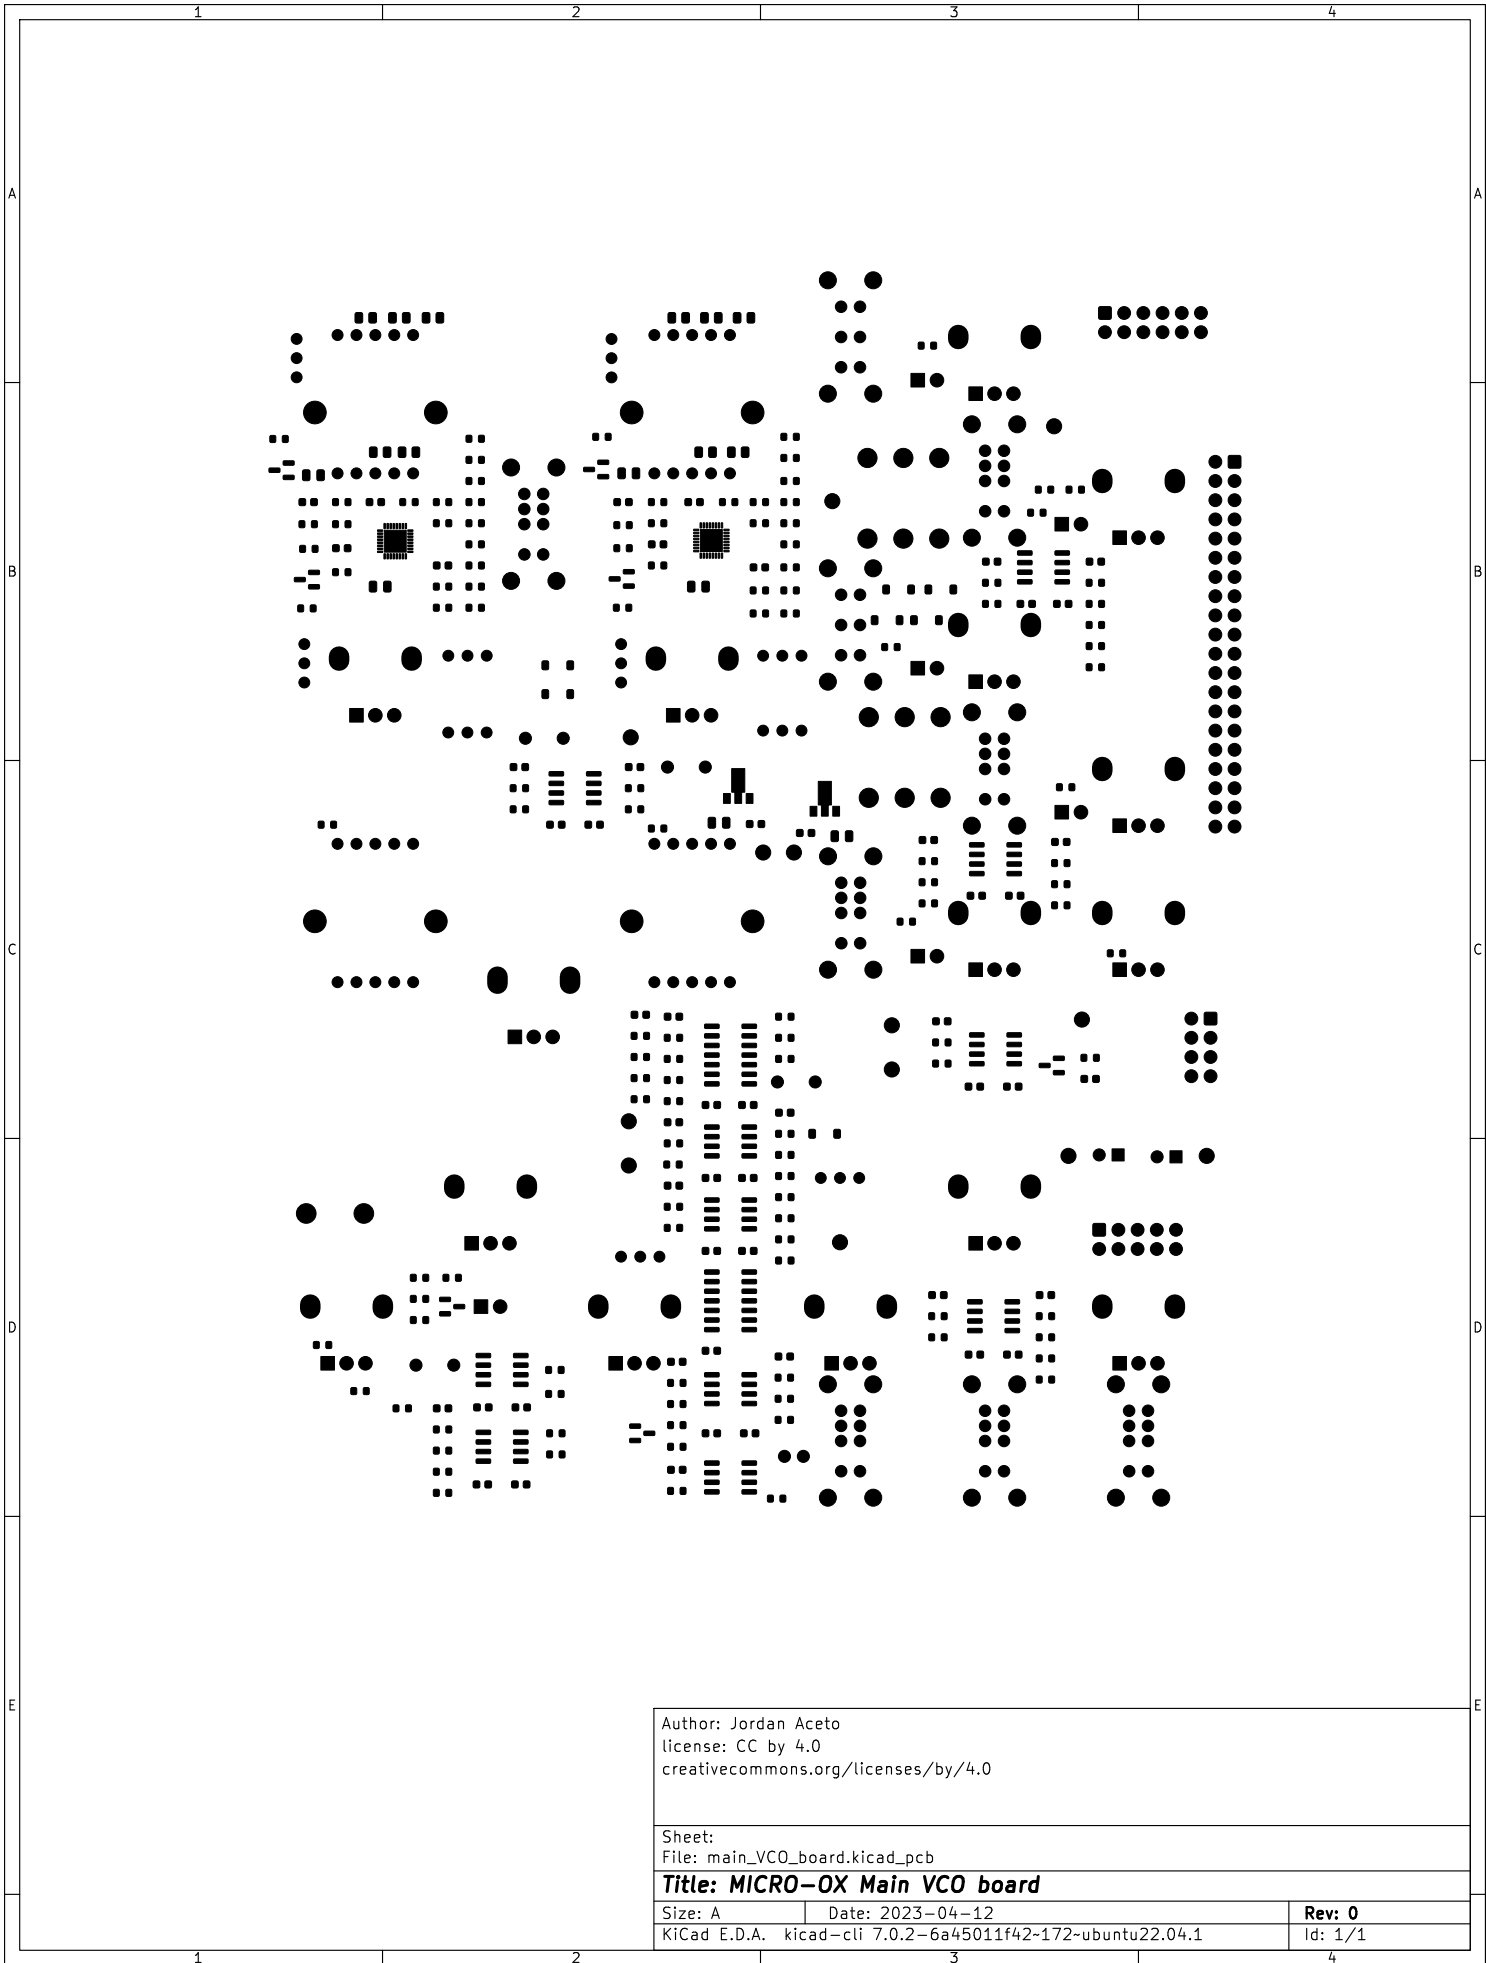 1 2 3 4
A A
B B
C C
D D
E E
Author: Jordan Aceto
license: CC by 4.0
creativecommons.org/licenses/by/4.0
Sheet:
File: main_VCO_board.kicad_pcb
Title: MICRO-OX Main VCO board
Size: A Date: 2023-04-12 Rev: 0
KiCad E.D.A. kicad-cli 7.0.2-6a45011f42~172~ubuntu22.04.1 Id: 1/1
1 2 3 4